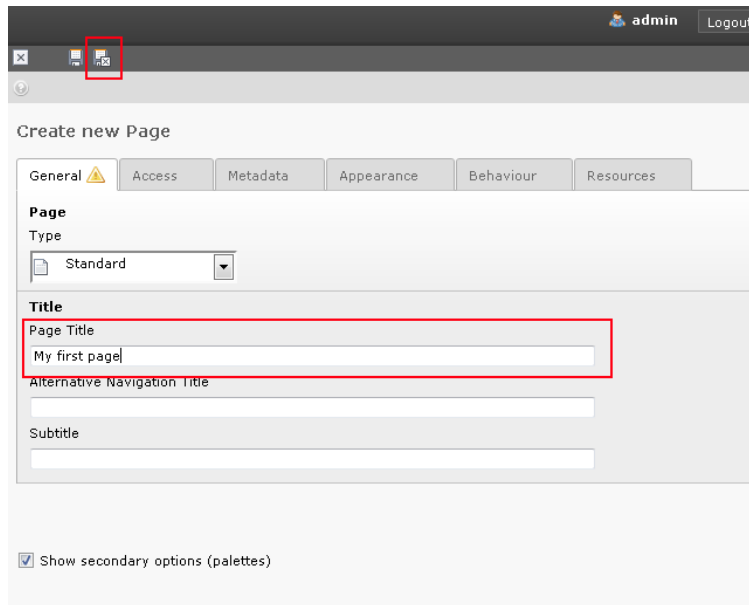 admin Logout
Create new Page
General Access Metadata Appearance Behaviour Resources
Page
Type
Standard
Title
Page Title
My first page
Alternative Navigation Title
Subtitle
Show secondary options (palettes)